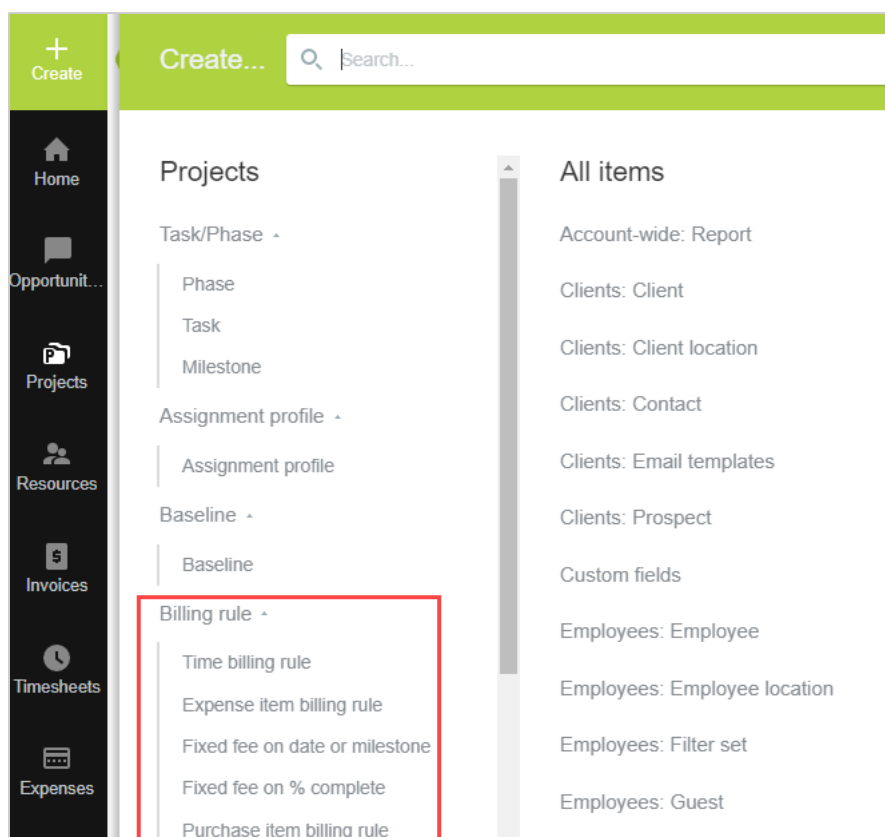 Create
Home
Opportunit...
Projects
Resources
Invoices
Timesheets
Expenses
Create...
Search...
Projects
Task/Phase
Phase
Task
Milestone
Assignment profile
Assignment profile
Baseline
Baseline
Billing rule
Time billing rule
Expense item billing rule
Fixed fee on date or milestone
Fixed fee on % complete
Purchase item billing rule
All items
Account-wide: Report
Clients: Client
Clients: Client location
Clients: Contact
Clients: Email templates
Clients: Prospect
Custom fields
Employees: Employee
Employees: Employee location
Employees: Filter set
Employees: Guest